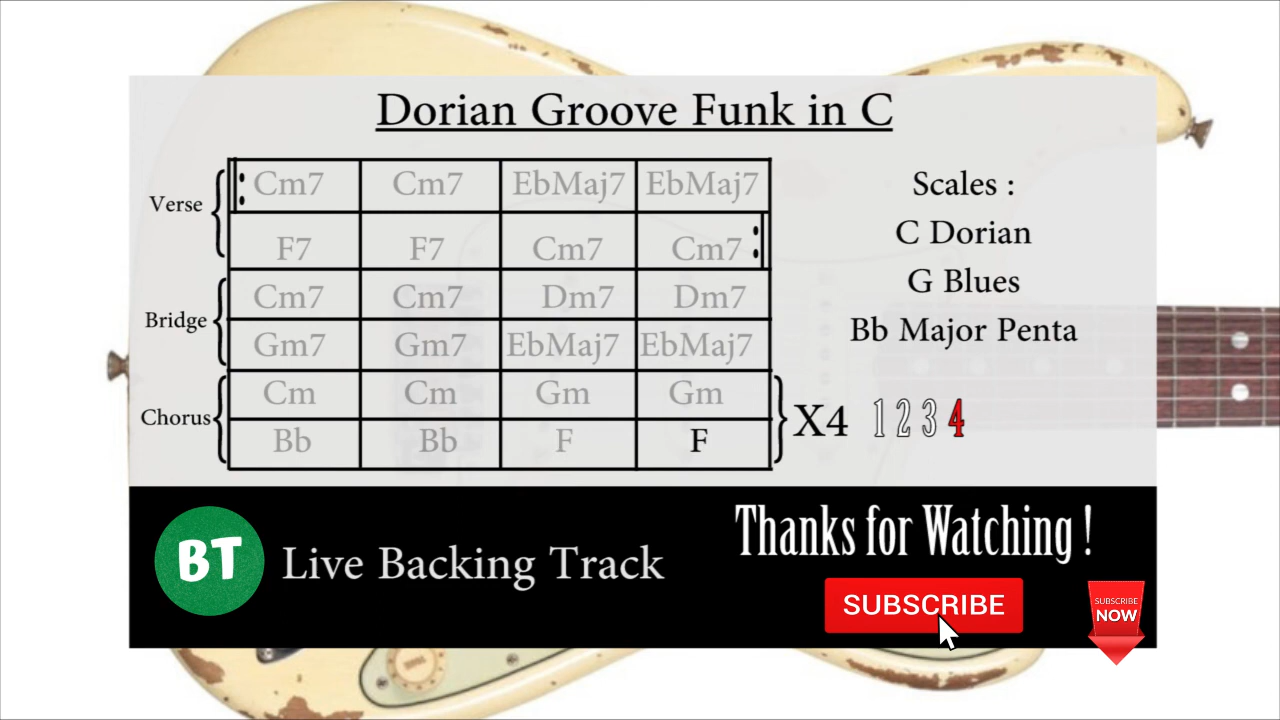 Dorian Groove Funk in C
Verse
Cm7 Cm7 EbMaj7 EbMaj7
F7 F7 Cm7 Cm7
Bridge
Cm7 Cm7 Dm7 Dm7
Gm7 Gm7 EbMaj7 EbMaj7
Chorus
Cm Cm Gm Gm
Bb Bb F F
X4 1 2 3 4
Scales :
C Dorian
G Blues
Bb Major Penta
BT
Live Backing Track
Thanks for Watching !
SUBSCRIBE
SUBSCRIBE
NOW